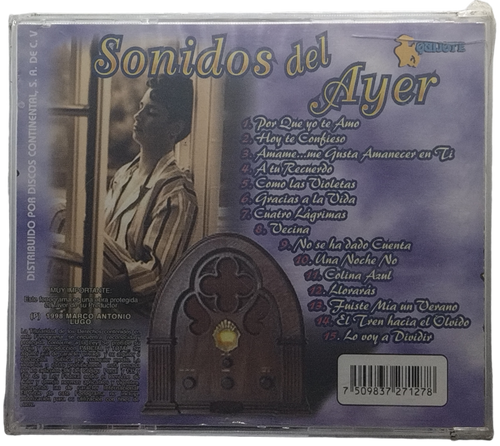 Sonidos del
Ayer
QUIJOTE
DISTRIBUIDO POR DISCOS CONTINENTAL, S. A. DE C. V
1. Por Que yo te Amo
2. Hoy te Confieso
3. Amame...me Gusta Amanecer en Ti
4. A tu Recuerdo
5. Como las Violetas
6. Gracias a la Vida
7. Cuatro Lágrimas
8. Vecina
9. No se ha dado Cuenta
10. Una Noche No
11. Colina Azul
12. Llorarás
13. Fuiste Mía un Verano
14. El Tren hacia el Olvido
15. Lo voy a Dividir
MUY IMPORTANTE
(P) 1998 MARCO ANTONIO
LUGO
7 509837 271278